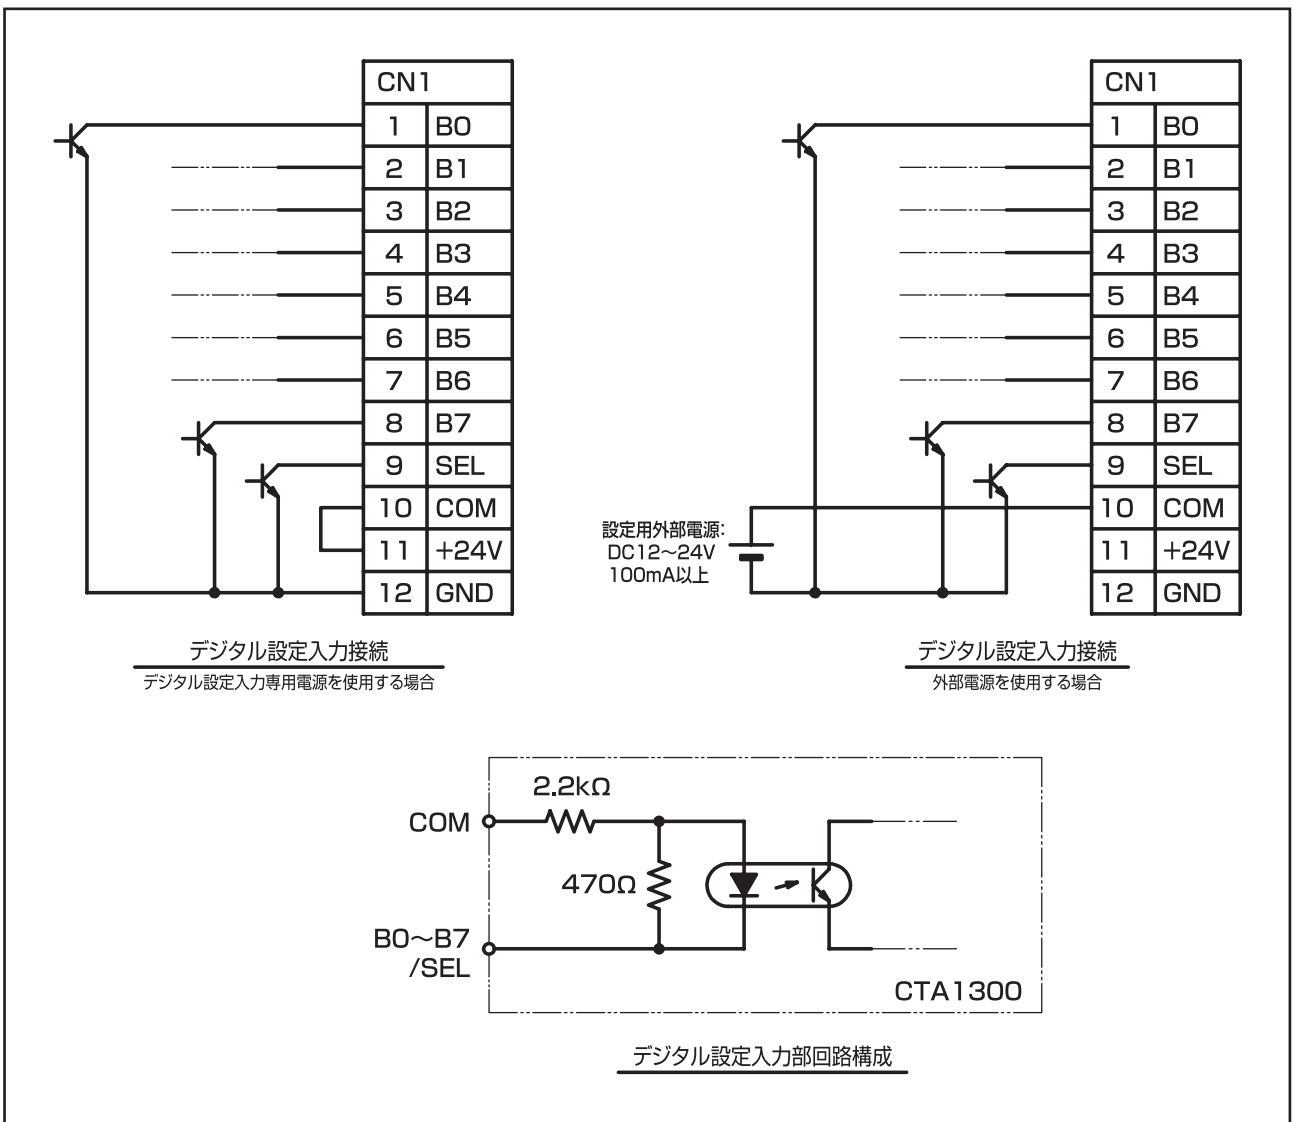 CN1
1 B0
2 B1
3 B2
4 B3
5 B4
6 B5
7 B6
8 B7
9 SEL
10 COM
11 +24V
12 GND
デジタル設定入力接続
デジタル設定入力専用電源を使用する場合
CN1
1 B0
2 B1
3 B2
4 B3
5 B4
6 B5
7 B6
8 B7
9 SEL
10 COM
11 +24V
12 GND
設定用外部電源:
DC12～24V
100mA以上
デジタル設定入力接続
外部電源を使用する場合
2.2kΩ
COM
470Ω
B0～B7
/SEL
CTA1300
デジタル設定入力部回路構成